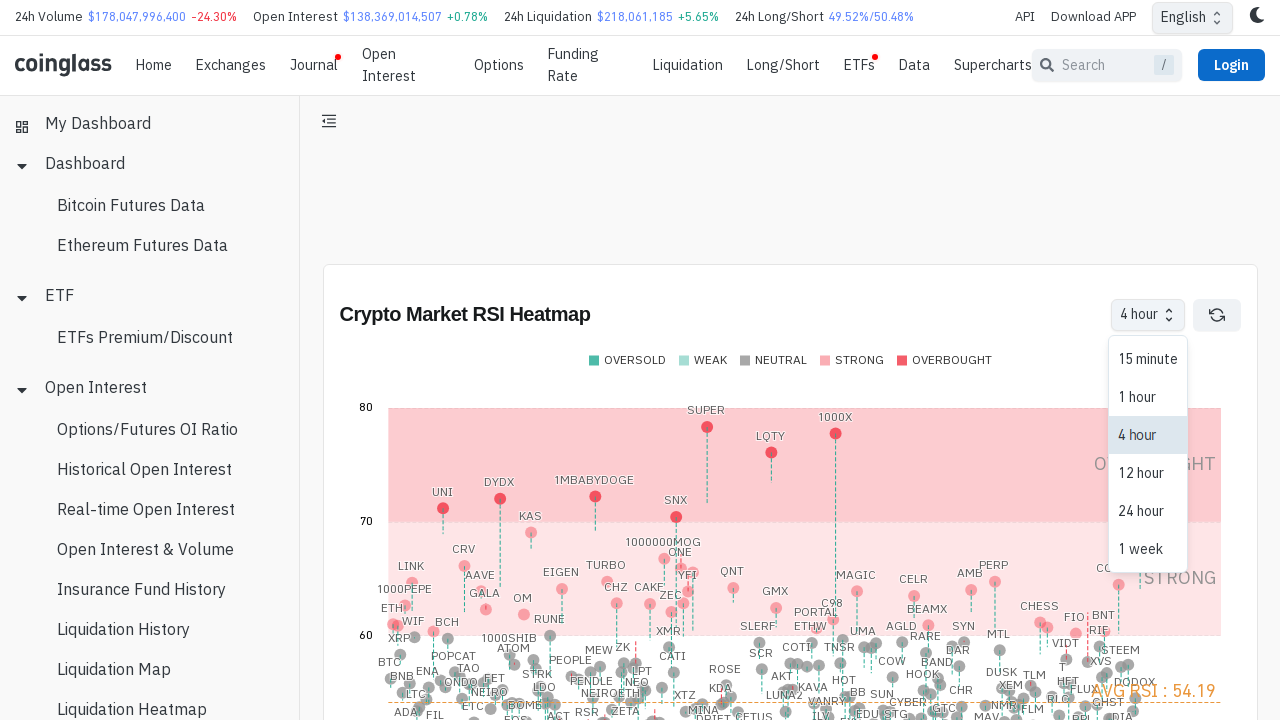 24h Volume $178,047,996,400 -24.30% Open Interest $138,369,014,507 +0.78% 24h Liquidation $218,061,185 +5.65% 24h Long/Short 49.52%/50.48% API Download APP English
coinglass Home Exchanges Journal Open Interest Options Funding Rate Liquidation Long/Short ETFs Data Supercharts Search / Login
My Dashboard
Dashboard
Bitcoin Futures Data
Ethereum Futures Data
ETF
ETFs Premium/Discount
Open Interest
Options/Futures OI Ratio
Historical Open Interest
Real-time Open Interest
Open Interest & Volume
Insurance Fund History
Liquidation History
Liquidation Map
Liquidation Heatmap
Crypto Market RSI Heatmap
4 hour
15 minute
1 hour
4 hour
12 hour
24 hour
1 week
OVERSOLD WEAK NEUTRAL STRONG OVERBOUGHT
80
SUPER
1000X
LQTY
1MBABYDOGE
DYDX
UNI
SNX
70
KAS
1000000MOG
CRV
ONE
LINK
TURBO
EIGEN
AAVE
YFI
QNT
MAGIC
CELR
AMB
PERP
STRONG
1000PEPE
GALA
OM
CHZ
CAKE
ZEC
GMX
C98
ETH
WIF
BCH
RUNE
XMR
SLERF
PORTAL
ETHW
UMA
BEAMX
AGLD
RARE
SYN
CHESS
FIO
BNT
RIF
60
XRP
1000SHIB
ATOM
MEW
ZK
CATI
SCR
COTI
TNSR
COW
BAND
DAR
MTL
VIDT
STEEM
BTC
POPCAT
PEOPLE
T
XVS
BNB
ENA
TAO
FET
STRK
PENDLE
LPT
NEO
ROSE
AKT
HOT
HOOK
DUSK
TLM
HFT
DODOX
LTC
ONDO
NEIRO
LDO
NEIROETH
XTZ
KDA
LUNA2
KAVA
BB
SUN
CHR
XEM
FLUX
AVG RSI : 54.19
ADA
FIL
ETC
BOME
ACT
RSR
ZETA
MINA
CETUS
VANRY
ILV
EDU
STG
CYBER
GTC
NMR
MAV
FLM
RLC
GHST
DIA